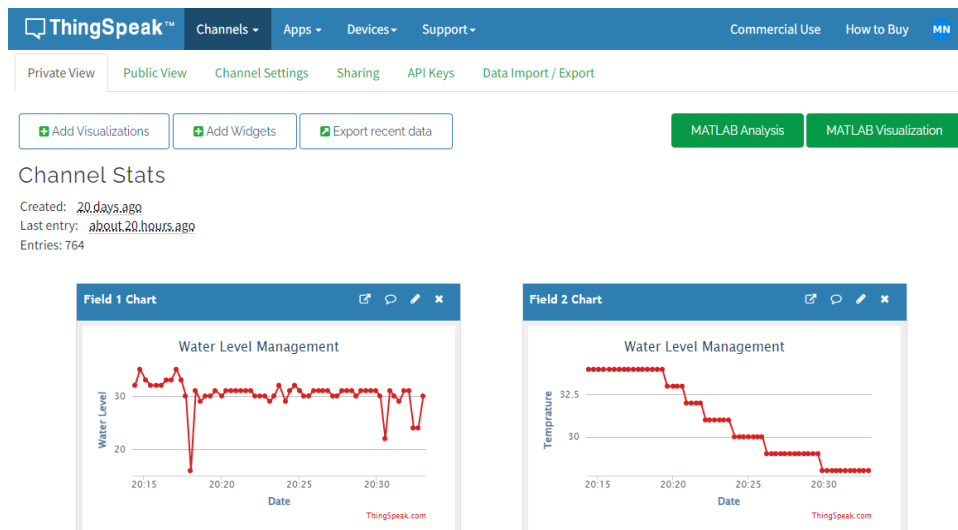 ThingSpeak™ Channels Apps Devices Support Commercial Use How to Buy MN
Private View Public View Channel Settings Sharing API Keys Data Import / Export
Add Visualizations Add Widgets Export recent data MATLAB Analysis MATLAB Visualization
Channel Stats
Created: 20 days ago
Last entry: about 20 hours ago
Entries: 764
Field 1 Chart
Water Level Management
Water Level
30
20
20:15 20:20 20:25 20:30
Date
ThingSpeak.com
Field 2 Chart
Water Level Management
Temprature
32.5
30
20:15 20:20 20:25 20:30
Date
ThingSpeak.com